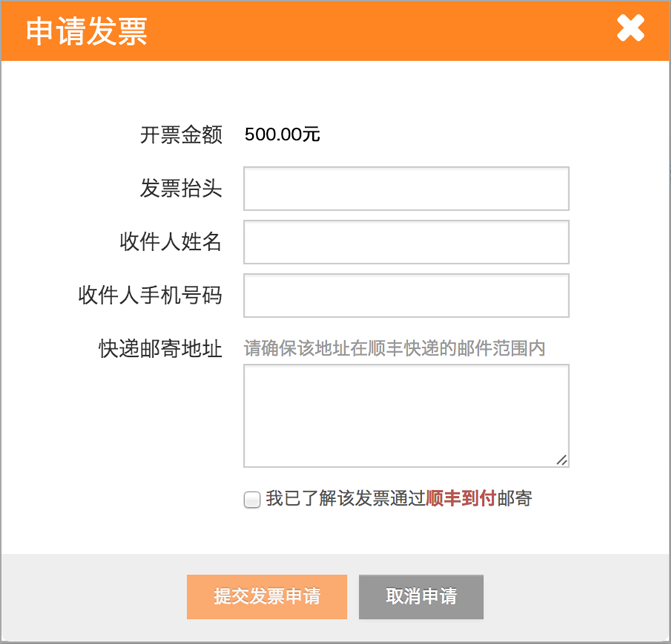 申请发票
开票金额 500.00元
发票抬头
收件人姓名
收件人手机号码
快递邮寄地址 请确保该地址在顺丰快递的邮件范围内
我已了解该发票通过顺丰到付邮寄
提交发票申请 取消申请